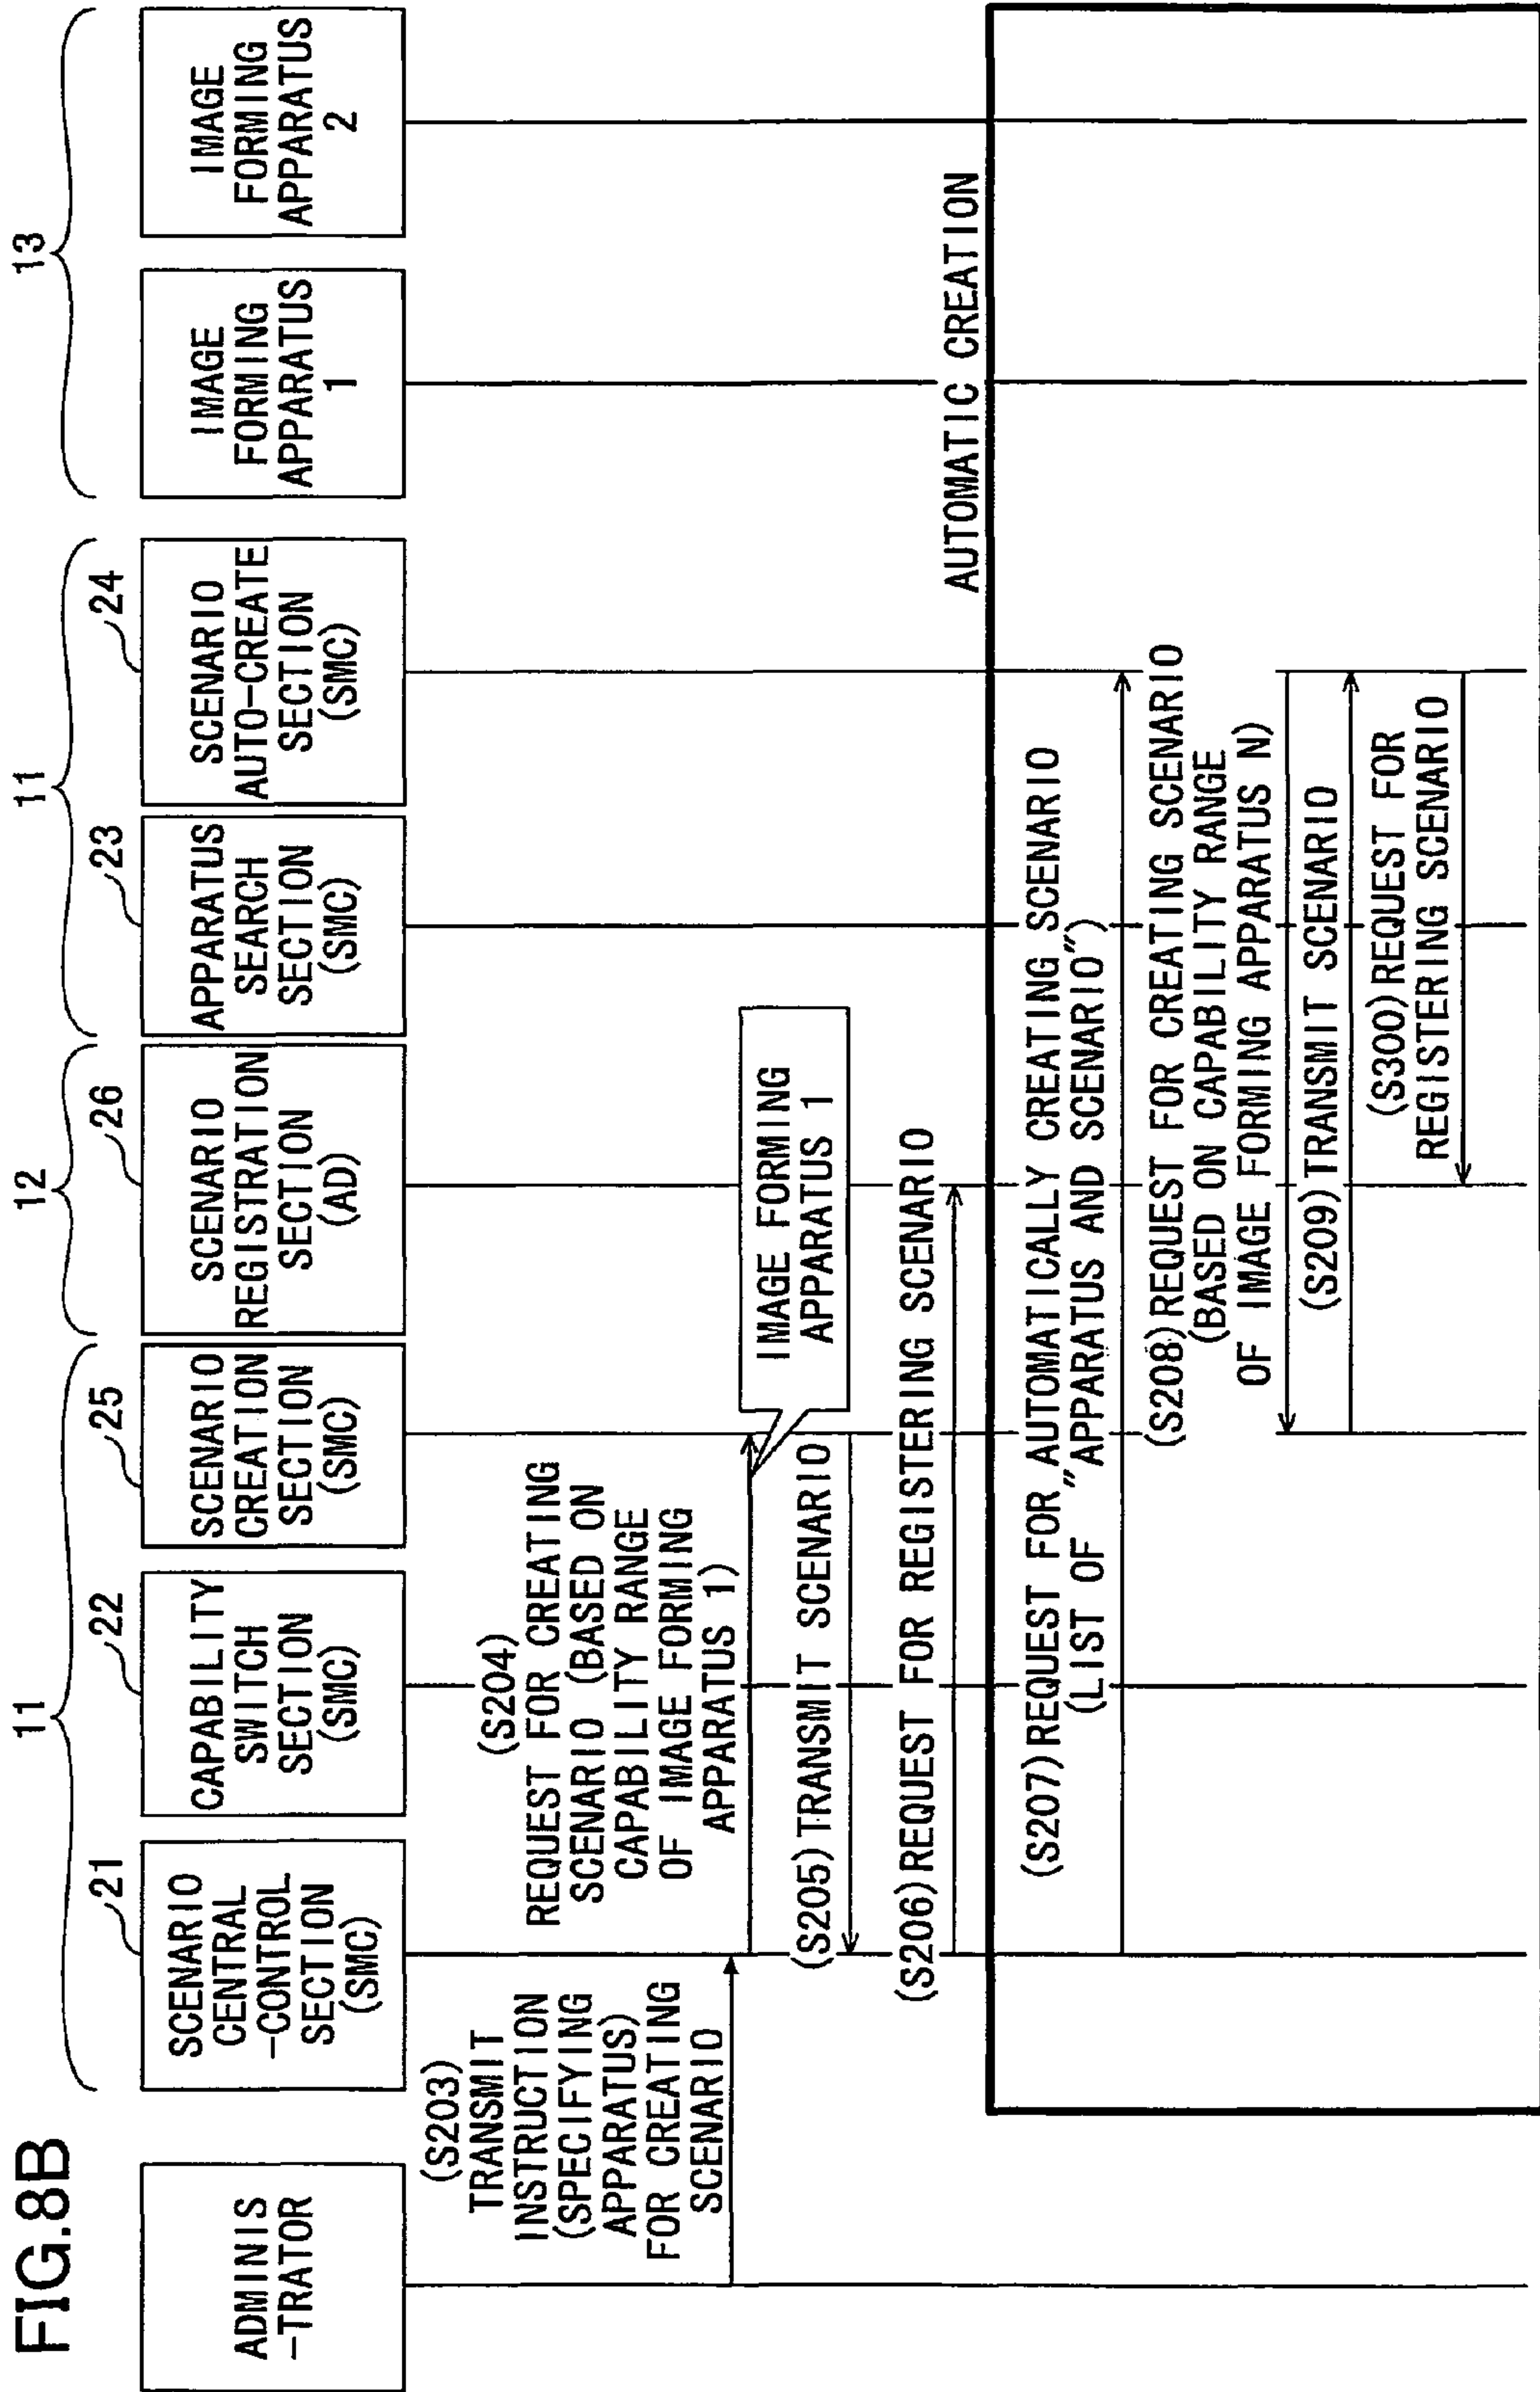 FIG.8B
11
12
11
13
21
22
25
26
23
24
ADMINIS
-TRATOR
SCENARIO
CENTRAL
-CONTROL
SECTION
(SMC)
CAPABILITY
SWITCH
SECTION
(SMC)
SCENARIO
CREATION
SECTION
(SMC)
SCENARIO
REGISTRATION
SECTION
(AD)
APPARATUS
SEARCH
SECTION
(SMC)
SCENARIO
AUTO-CREATE
SECTION
(SMC)
IMAGE
FORMING
APPARATUS
1
IMAGE
FORMING
APPARATUS
2
(S203)
TRANSMIT
INSTRUCTION
(SPECIFYING
APPARATUS)
FOR CREATING
SCENARIO
(S204)
REQUEST FOR CREATING
SCENARIO (BASED ON
CAPABILITY RANGE
OF IMAGE FORMING
APPARATUS 1)
IMAGE FORMING
APPARATUS 1
(S205) TRANSMIT SCENARIO
(S206) REQUEST FOR REGISTERING SCENARIO
AUTOMATIC CREATION
(S207) REQUEST FOR AUTOMATICALLY CREATING SCENARIO
(LIST OF "APPARATUS AND SCENARIO")
(S208) REQUEST FOR CREATING SCENARIO
(BASED ON CAPABILITY RANGE
OF IMAGE FORMING APPARATUS N)
(S209) TRANSMIT SCENARIO
(S300) REQUEST FOR
REGISTERING SCENARIO